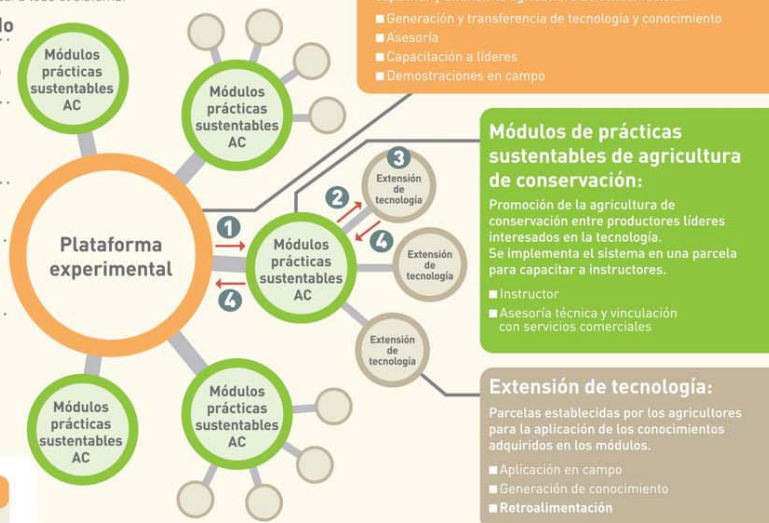 Módulos
prácticas
sustentables
AC
Módulos
prácticas
sustentables
AC
Plataforma
experimental
1
4
Módulos
prácticas
sustentables
AC
2
4
3
Extensión
de
tecnología
Extensión
de
tecnología
Extensión
de
tecnología
Módulos
prácticas
sustentables
AC
Módulos
prácticas
sustentables
AC
■ Generación y transferencia de tecnología y conocimiento
■ Asesoría
■ Capacitación a líderes
■ Demostraciones en campo
Módulos de prácticas
sustentables de agricultura
de conservación:
Promoción de la agricultura de
conservación entre productores líderes
interesados en la tecnología.
Se implementa el sistema en una parcela
para capacitar a instructores.
■ Instructor
■ Asesoría técnica y vinculación
con servicios comerciales
Extensión de tecnología:
Parcelas establecidas por los agricultores
para la aplicación de los conocimientos
adquiridos en los módulos.
■ Aplicación en campo
■ Generación de conocimiento
■ Retroalimentación